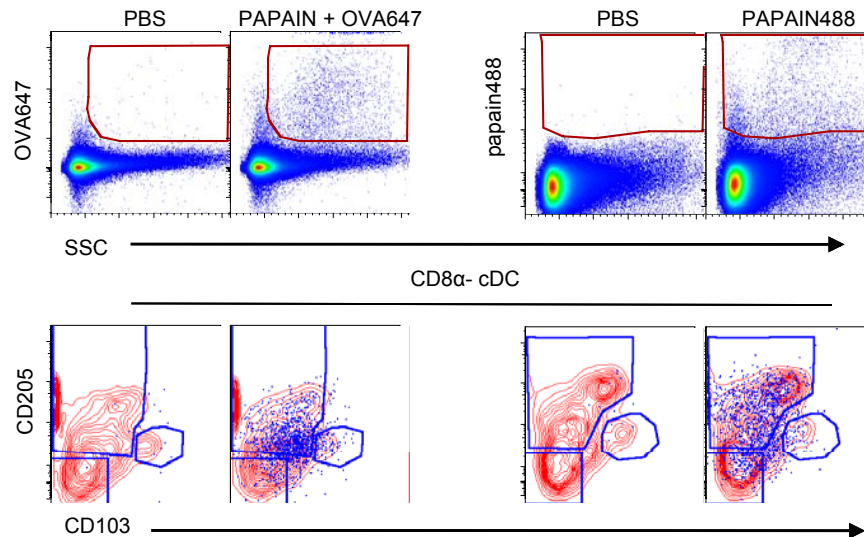 PBS PAPAIN + OVA647 PBS PAPAIN488
OVA647
papain488
SSC
CD8α- cDC
CD205
CD103